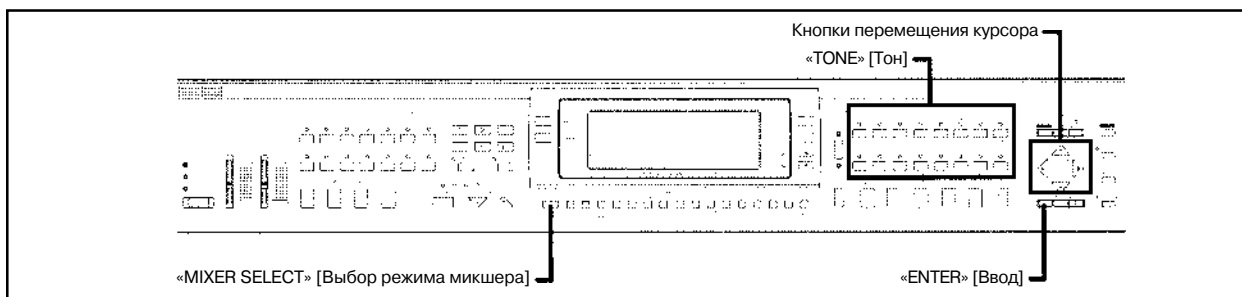 Кнопки перемещения курсора
«TONE» [Тон]
«MIXER SELECT» [Выбор режима микшера]
«ENTER» [Ввод]